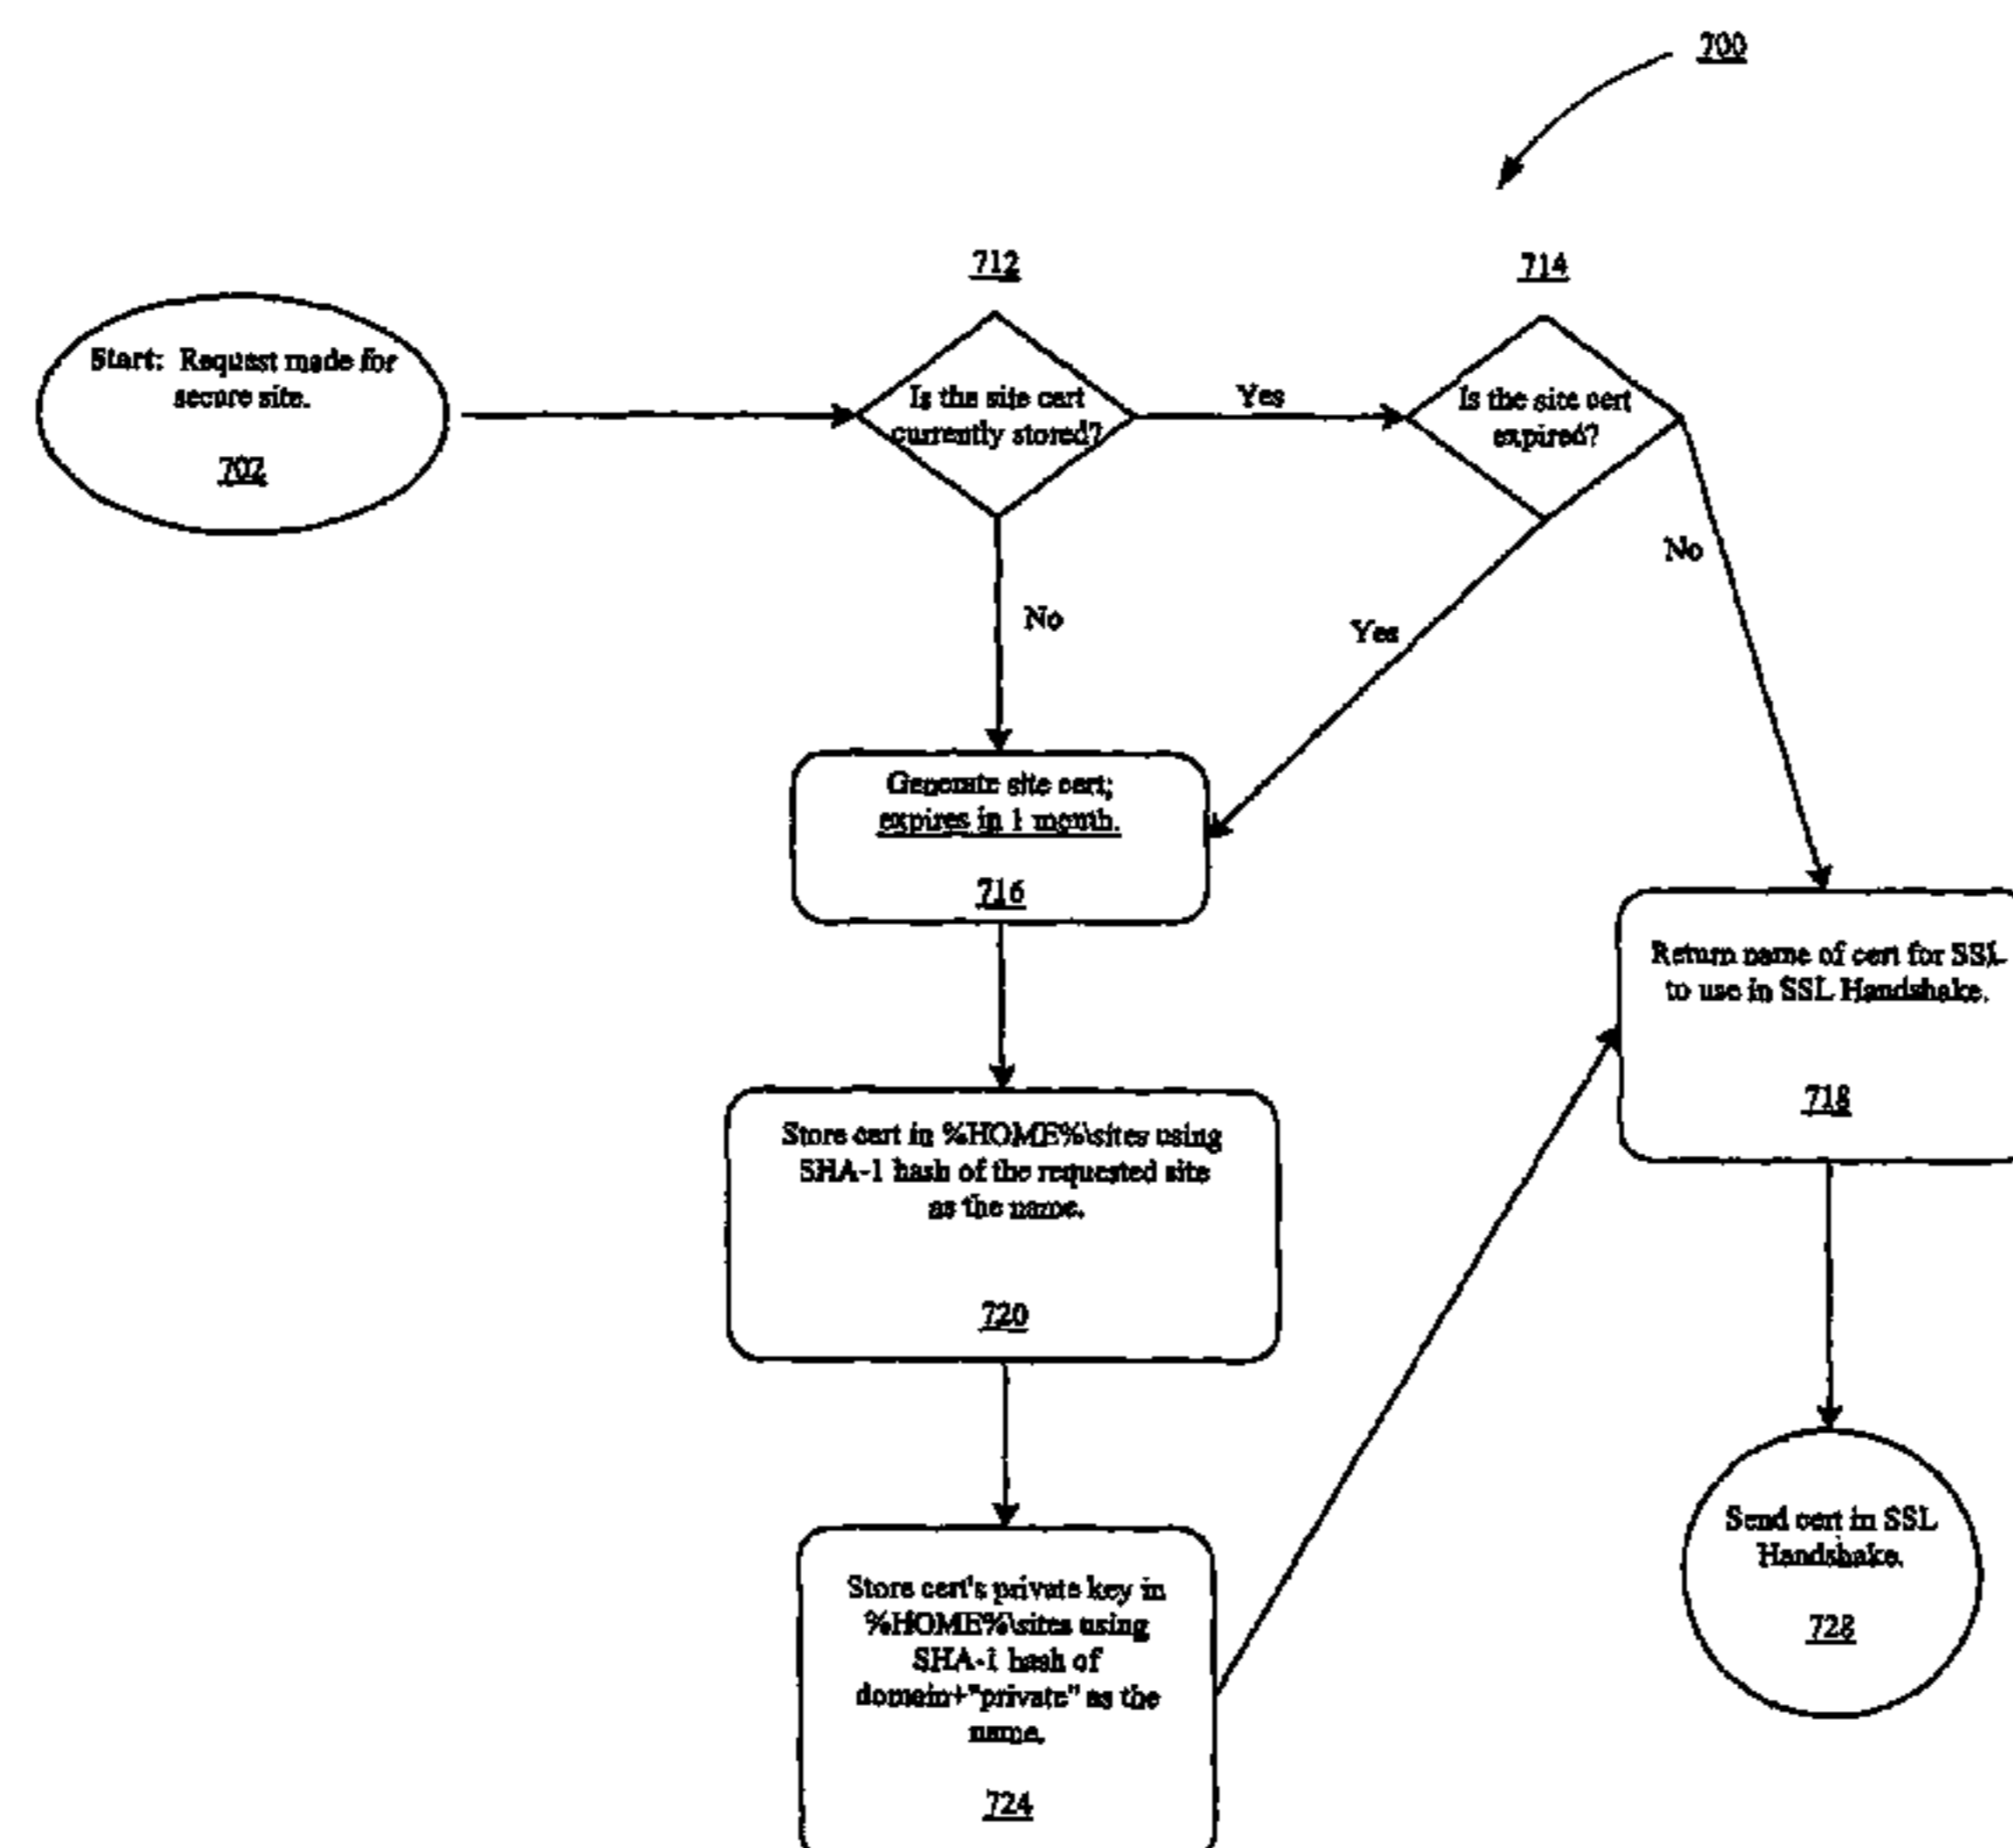 700
712
714
Start: Request made for
secure site.
702
Is the site cert
currently stored?
Yes
Is the site cert
expired?
No
No
Yes
Generate site cert;
expires in 1 month.
716
Return name of cert for SSL
to use in SSL Handshake.
718
Store cert in %HOME%\sites using
SHA-1 hash of the requested site
as the name.
720
Send cert in SSL
Handshake.
728
Store cert's private key in
%HOME%\sites using
SHA-1 hash of
domain+"private" as the
name.
724